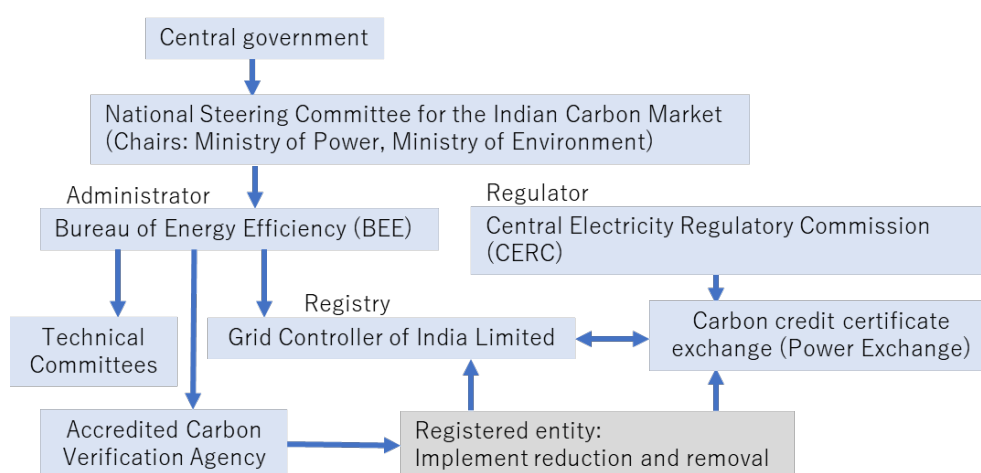 Central government
National Steering Committee for the Indian Carbon Market
(Chairs: Ministry of Power, Ministry of Environment)
Administrator
Bureau of Energy Efficiency (BEE)
Regulator
Central Electricity Regulatory Commission
(CERC)
Registry
Grid Controller of India Limited
Technical
Committees
Carbon credit certificate
exchange (Power Exchange)
Accredited Carbon
Verification Agency
Registered entity:
Implement reduction and removal